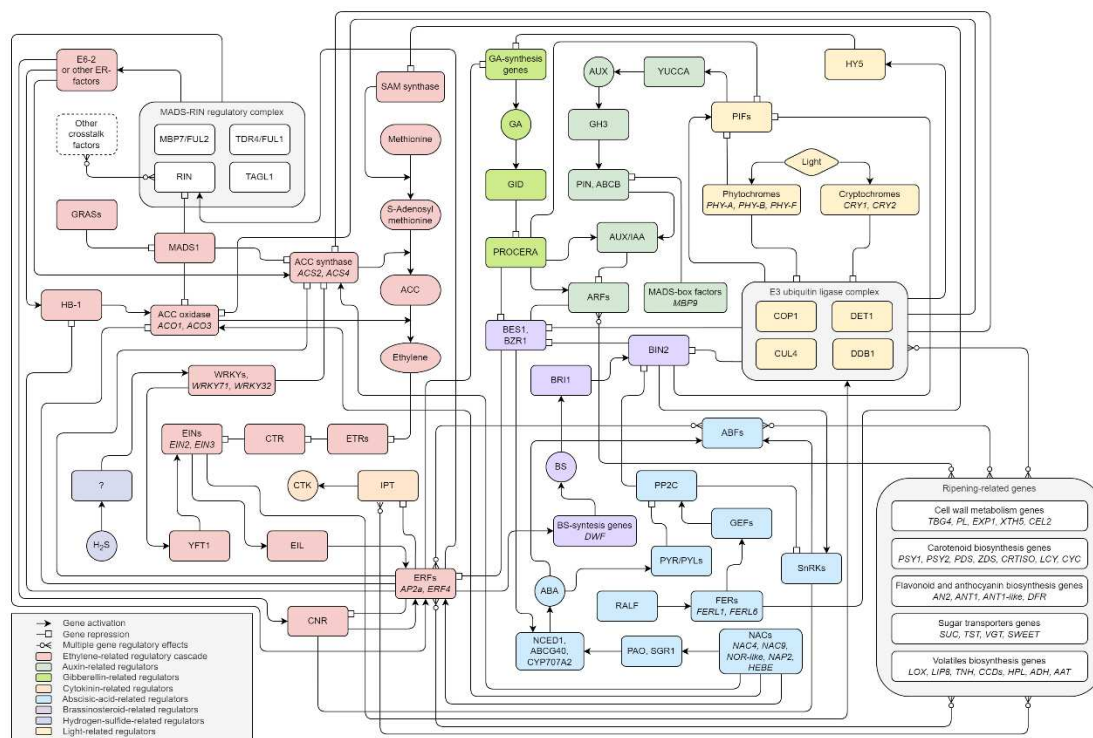 E6-2
or other ER-
factors
MADS-RIN regulatory complex
Other
crosstalk
factors
MBP7/FUL2
TDR4/FUL1
RIN
TAGL1
GRASs
MADS1
HB-1
ACC oxidase
ACO1, ACO3
ACC synthase
ACS2, ACS4
WRKYs,
WRKY71, WRKY32
EINs
EIN2, EIN3
CTR
ETRs
CTK
IPT
?
H2S
YFT1
EIL
ERFs
AP2a, ERF4
CNR
SAM synthase
Methionine
S-Adenosyl
methionine
ACC
Ethylene
GA-synthesis
genes
GA
GID
PROCERA
AUX
YUCCA
GH3
PIN, ABCB
AUX/IAA
ARFs
MADS-box factors
MBP9
HY5
PIFs
Light
Phytochromes
PHY-A, PHY-B, PHY-F
Cryptochromes
CRY1, CRY2
E3 ubiquitin ligase complex
COP1
DET1
CUL4
DDB1
BES1,
BZR1
BIN2
BRI1
BS
BS-syntesis genes
DWF
ABFs
PP2C
GEFs
PYR/PYLs
SnRKs
ABA
RALF
FERs
FERL1, FERL6
NCED1,
ABCG40,
CYP707A2
PAO, SGR1
NACs
NAC4, NAC9,
NOR-like, NAP2,
HEBE
Ripening-related genes
Cell wall metabolism genes
TBG4, PL, EXP1, XTH5, CEL2
Carotenoid biosynthesis genes
PSY1, PSY2, PDS, ZDS, CRTISO, LCY, CYC
Flavonoid and anthocyanin biosynthesis genes
AN2, ANT1, ANT1-like, DFR
Sugar transporters genes
SUC, TST, VGT, SWEET
Volatiles biosynthesis genes
LOX, LIP8, TNH, CCDs, HPL, ADH, AAT
Gene activation
Gene repression
Multiple gene regulatory effects
Ethylene-related regulatory cascade
Auxin-related regulators
Gibberellin-related regulators
Cytokinin-related regulators
Abscisic-acid-related regulators
Brassinosteroid-related regulators
Hydrogen-sulfide-related regulators
Light-related regulators